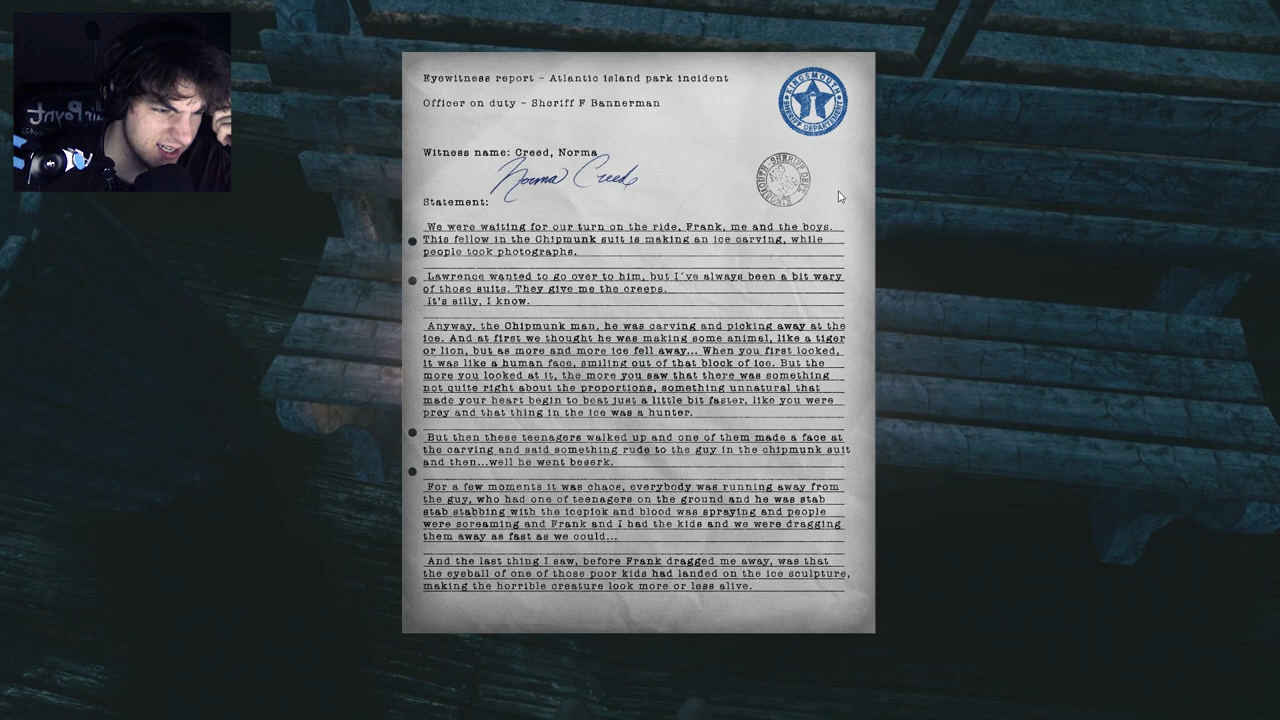 Eyewitness report - Atlantic island park incident
Officer on duty - Sheriff F Bannerman
KINGSMOUTH
SHERIFF DEPARTEMENT
Witness name: Creed, Norma
Norma Creed
SHERIFF DEPT.
KINGSMOUTH
Statement:
We were waiting for our turn on the ride, Frank, me and the boys.
This fellow in the Chipmunk suit is making an ice carving, while
people took photographs.
Lawrence wanted to go over to him, but I´ve always been a bit wary
of those suits. They give me the creeps.
It's silly, I know.
Anyway, the Chipmunk man, he was carving and picking away at the
ice. And at first we thought he was making some animal, like a tiger
or lion, but as more and more ice fell away... When you first looked,
it was like a human face, smiling out of that block of ice. But the
more you looked at it, the more you saw that there was something
not quite right about the proportions, something unnatural that
made your heart begin to beat just a little bit faster, like you were
prey and that thing in the ice was a hunter.
But then these teenagers walked up and one of them made a face at
the carving and said something rude to the guy in the chipmunk suit
and then...well he went beserk.
For a few moments it was chaos, everybody was running away from
the guy, who had one of teenagers on the ground and he was stab
stab stabbing with the icepick and blood was spraying and people
were screaming and Frank and I had the kids and we were dragging
them away as fast as we could...
And the last thing I saw, before Frank dragged me away, was that
the eyeball of one of those poor kids had landed on the ice sculpture,
making the horrible creature look more or less alive.